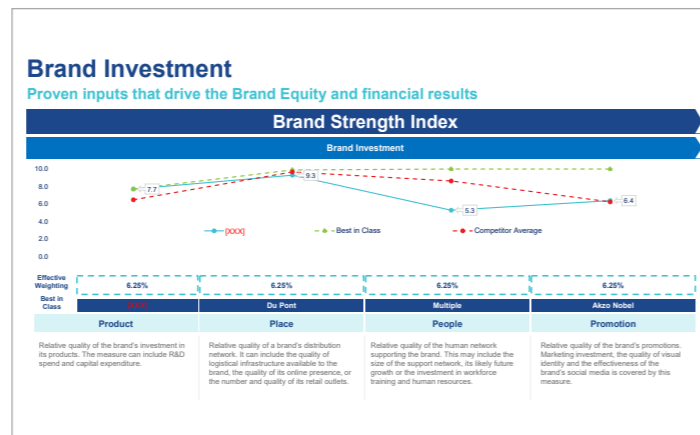 Brand Investment
Proven inputs that drive the Brand Equity and financial results
Brand Strength Index
Brand Investment
10.0
8.0
6.0
4.0
2.0
0.0
7.7
9.3
5.3
6.4
[XXX]
Best in Class
Competitor Average
Effective
Weighting
6.25%
6.25%
6.25%
6.25%
Best in
Class
[XXX]
Du Pont
Multiple
Akzo Nobel
Product
Place
People
Promotion
Relative quality of the brand's investment in
its products. The measure can include R&D
spend and capital expenditure.
Relative quality of a brand's distribution
network. It can include the quality of
logistical infrastructure available to the
brand, the quality of its online presence, or
the number and quality of its retail outlets.
Relative quality of the human network
supporting the brand. This may include the
size of the support network, its likely future
growth or the investment in workforce
training and human resources.
Relative quality of the brand's promotions.
Marketing investment, the quality of visual
identity and the effectiveness of the
brand's social media is covered by this
measure.